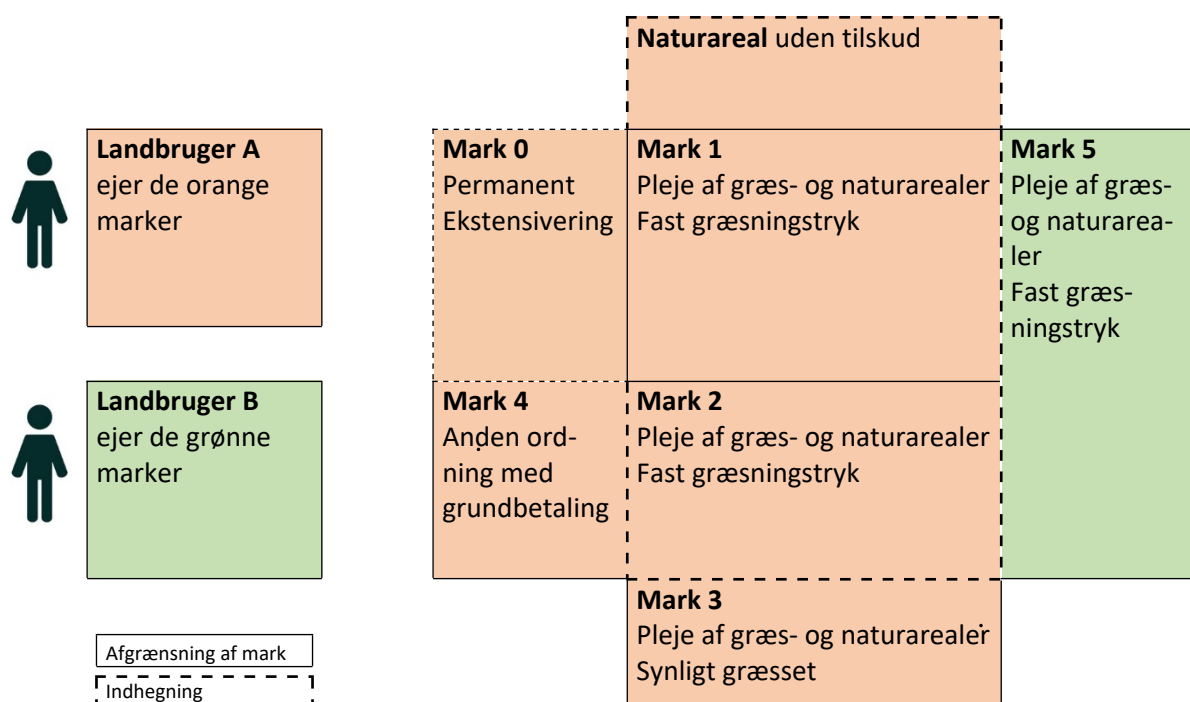 Naturareal uden tilskud
Landbruger A
ejer de orange
marker
Mark 0
Permanent
Ekstensivering
Mark 1
Pleje af græs- og naturarealer
Fast græsningstryk
Mark 5
Pleje af græs-
og naturarea-
ler
Fast græs-
ningstryk
Landbruger B
ejer de grønne
marker
Mark 4
Anden ord-
ning med
grundbetaling
Mark 2
Pleje af græs- og naturarealer
Fast græsningstryk
Mark 3
Pleje af græs- og naturarealer
Synligt græsset
Afgrænsning af mark
Indhegning